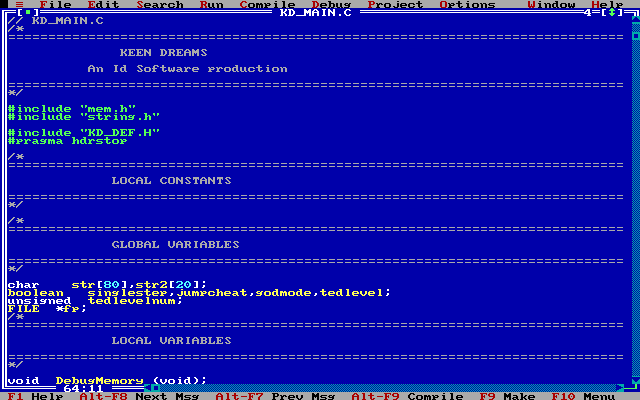 ≡ File Edit Search Run Compile Debug Project Options Window Help
[■] KD_MAIN.C 4=[↕]
// KD_MAIN.C
/*
=============================================================================
KEEN DREAMS
An Id Software production
=============================================================================
*/
#include "mem.h"
#include "string.h"
#include "KD_DEF.H"
#pragma hdrstop
/*
=============================================================================
LOCAL CONSTANTS
=============================================================================
*/
/*
=============================================================================
GLOBAL VARIABLES
=============================================================================
*/
char str[80],str2[20];
boolean singlestep,jumpcheat,godmode,tedlevel;
unsigned tedlevelnum;
FILE *fp;
/*
=============================================================================
LOCAL VARIABLES
=============================================================================
*/
void DebugMemory (void);
64:11
F1 Help Alt-F8 Next Msg Alt-F7 Prev Msg Alt-F9 Compile F9 Make F10 Menu